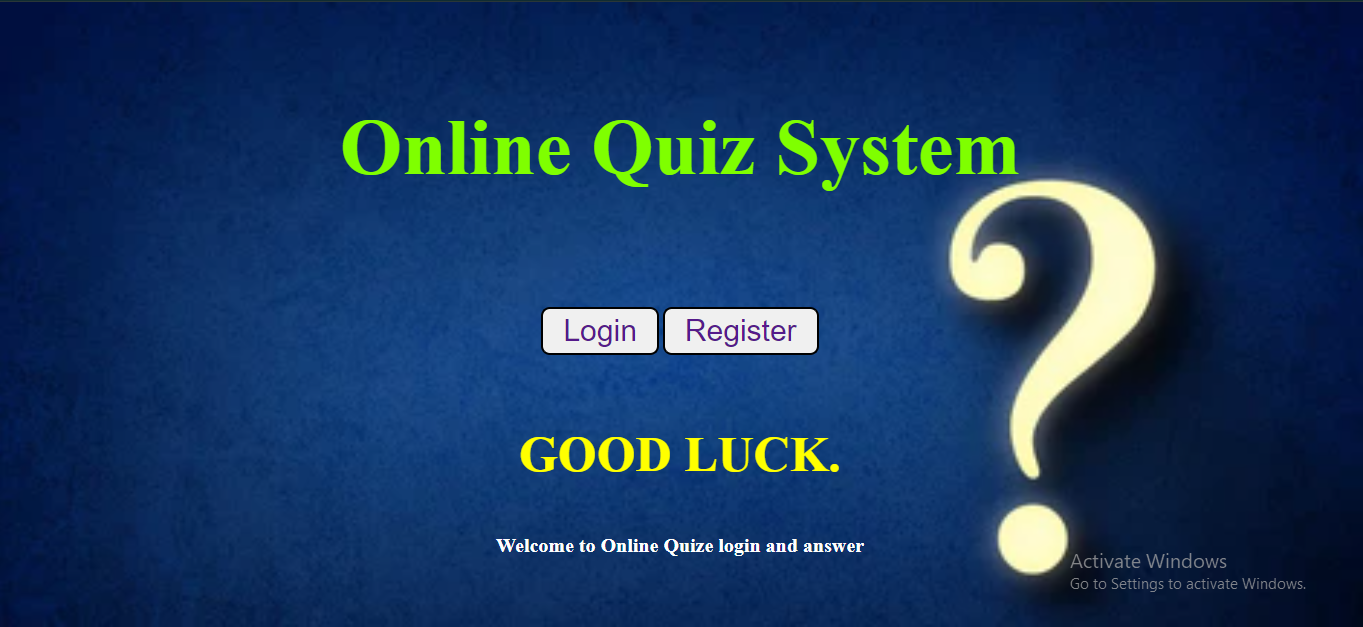 Online Quiz System
Login Register
GOOD LUCK.
Welcome to Online Quize login and answer
Activate Windows
Go to Settings to activate Windows.